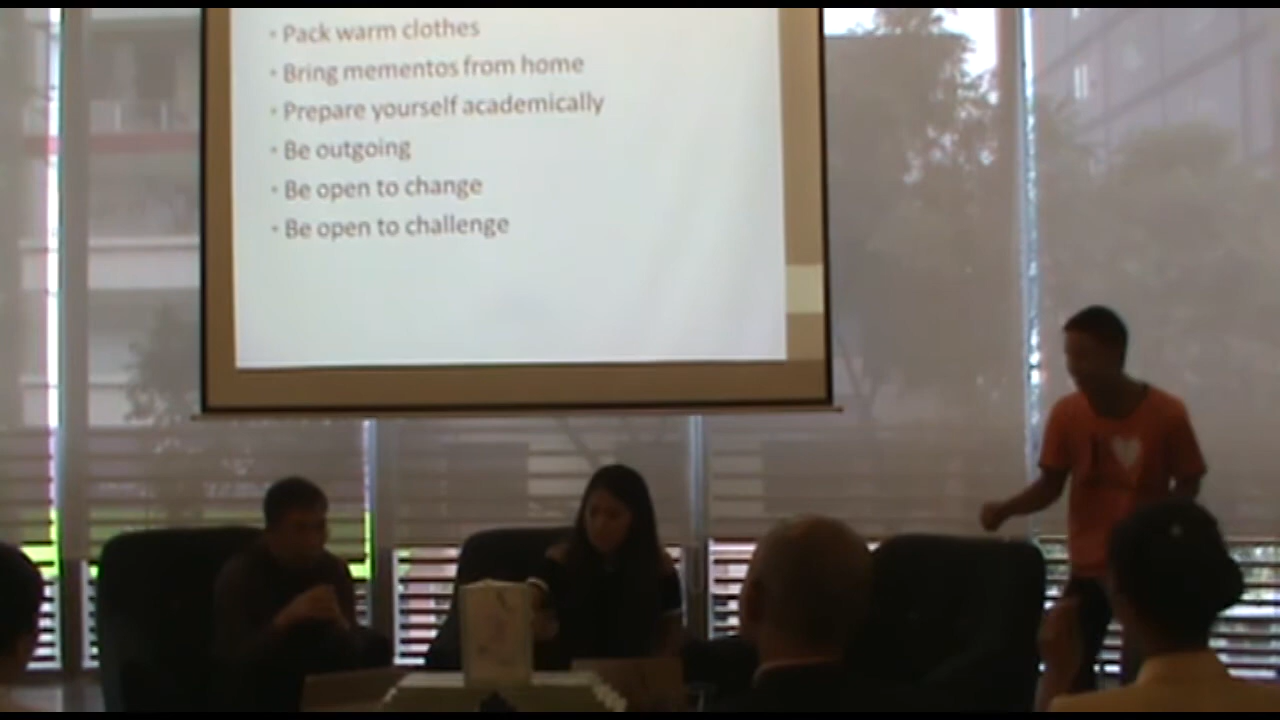 • Pack warm clothes
• Bring mementos from home
• Prepare yourself academically
• Be outgoing
• Be open to change
• Be open to challenge